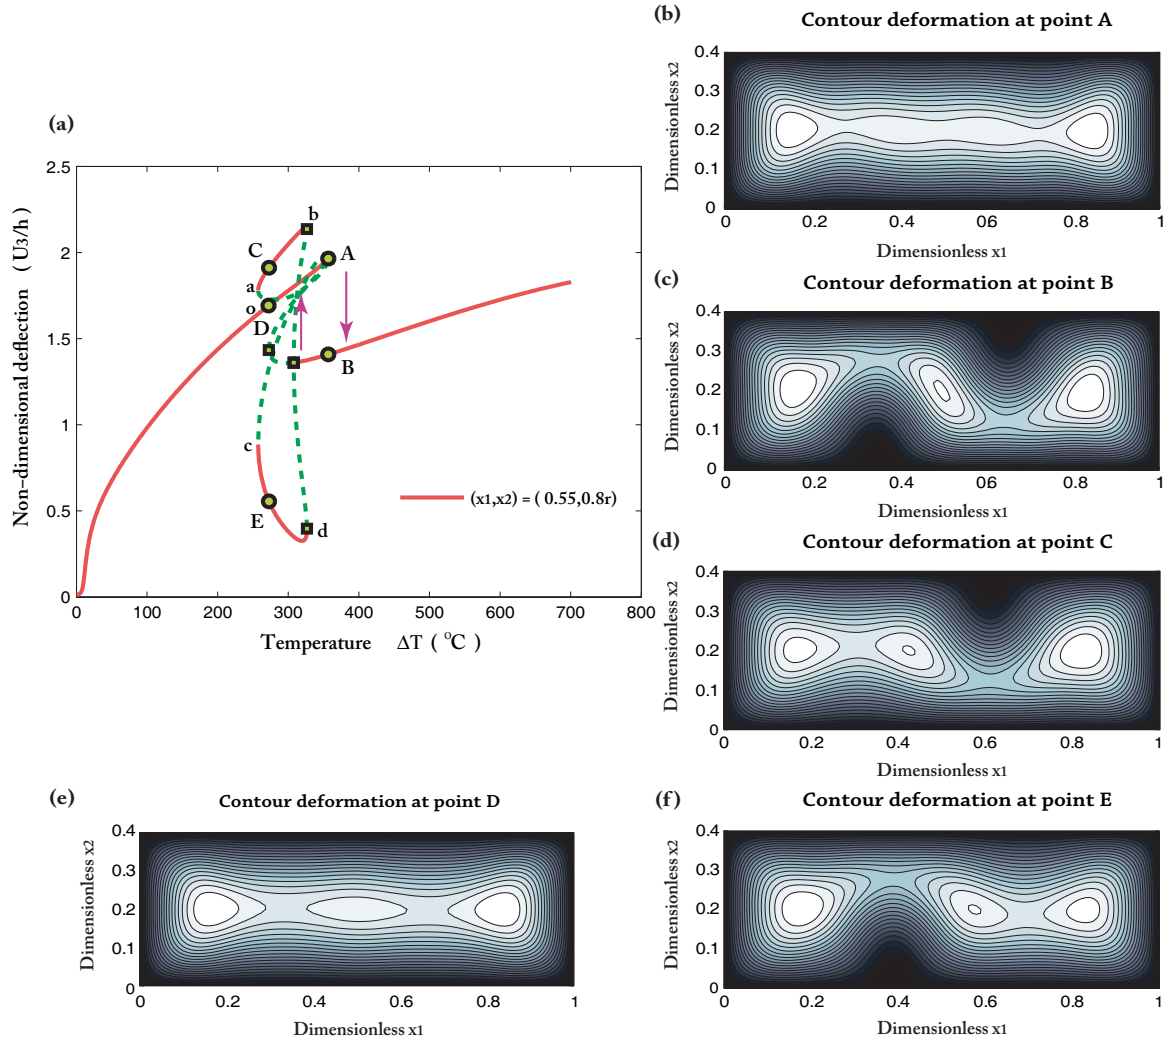 (a)
2.5
2
1.5
1
0.5
0
0
100
200
300
400
500
600
700
800
Non-dimensional deflection ( U3/h )
Temperature ΔT ( °C )
b
C
A
a
o
D
B
c
E
d
(x1,x2) = ( 0.55,0.8r)
(b)
Contour deformation at point A
0.4
0.3
0.2
0.1
0
0
0.2
0.4
0.6
0.8
1
Dimensionless x2
Dimensionless x1
(c)
Contour deformation at point B
0.4
0.3
0.2
0.1
0
0
0.2
0.4
0.6
0.8
1
Dimensionless x2
Dimensionless x1
(d)
Contour deformation at point C
0.4
0.3
0.2
0.1
0
0
0.2
0.4
0.6
0.8
1
Dimensionless x2
Dimensionless x1
(e)
Contour deformation at point D
0.4
0.3
0.2
0.1
0
0
0.2
0.4
0.6
0.8
1
Dimensionless x2
Dimensionless x1
(f)
Contour deformation at point E
0.4
0.3
0.2
0.1
0
0
0.2
0.4
0.6
0.8
1
Dimensionless x2
Dimensionless x1